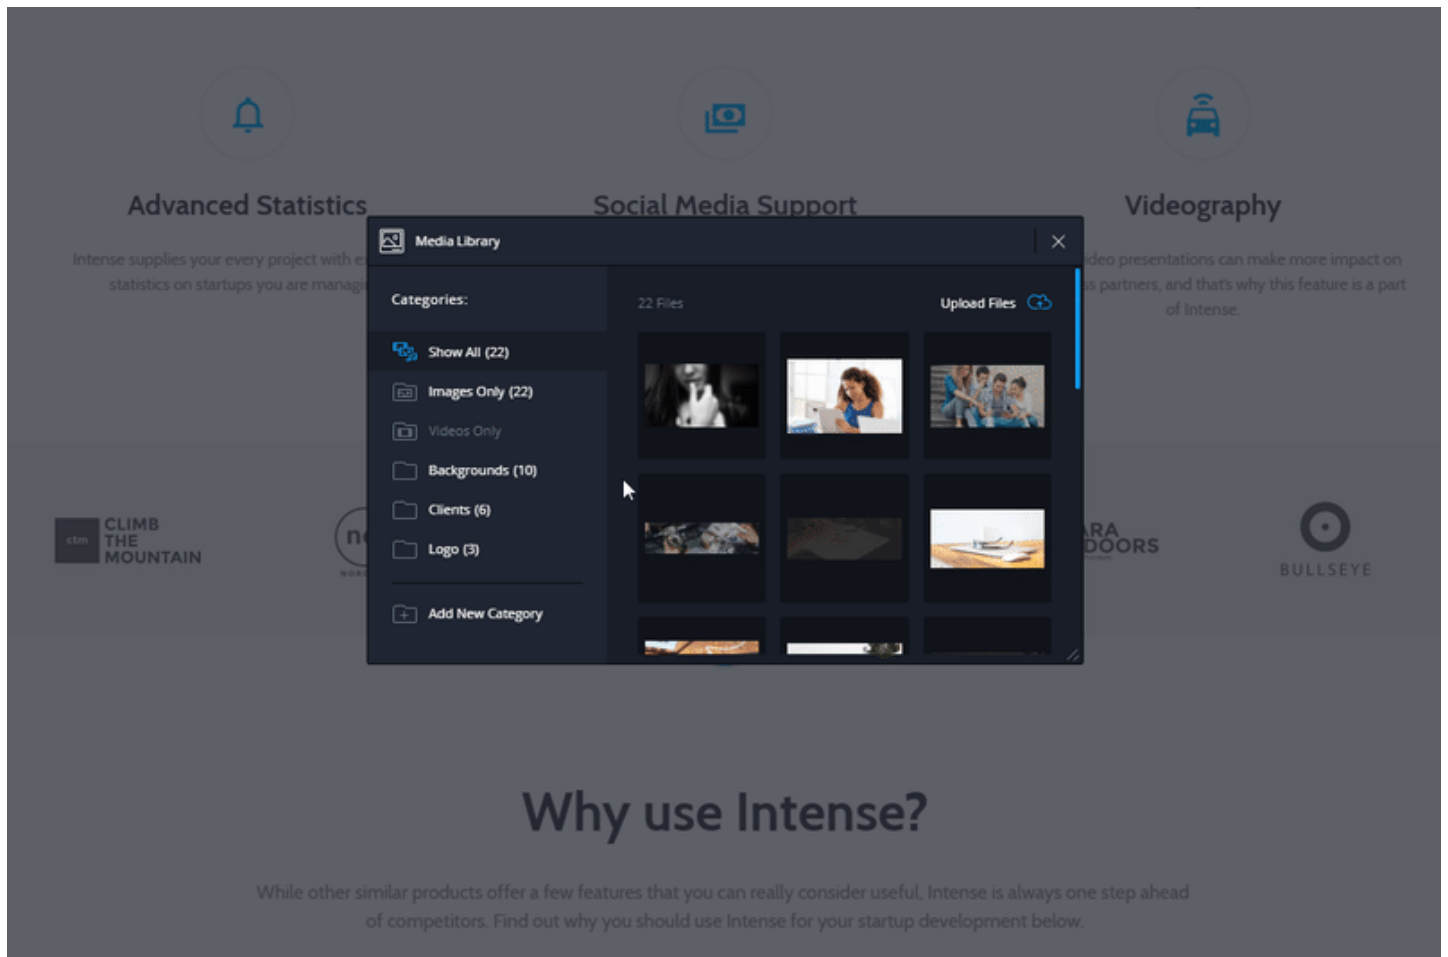 Advanced Statistics
Social Media Support
Videography
Intense supplies your every project with
statistics on startups you are
ideo presentations can make more impact on
ss partners, and that's why this feature is a part
of Intense.
Media Library
Categories:
22 Files
Upload Files
Show All (22)
Images Only (22)
Videos Only
Backgrounds (10)
Clients (6)
Logo (3)
Add New Category
ctm
CLIMB
THE
MOUNTAIN
ARA
DOORS
BULLSEYE
Why use Intense?
While other similar products offer a few features that you can really consider useful, Intense is always one step ahead
of competitors. Find out why you should use Intense for your startup development below.